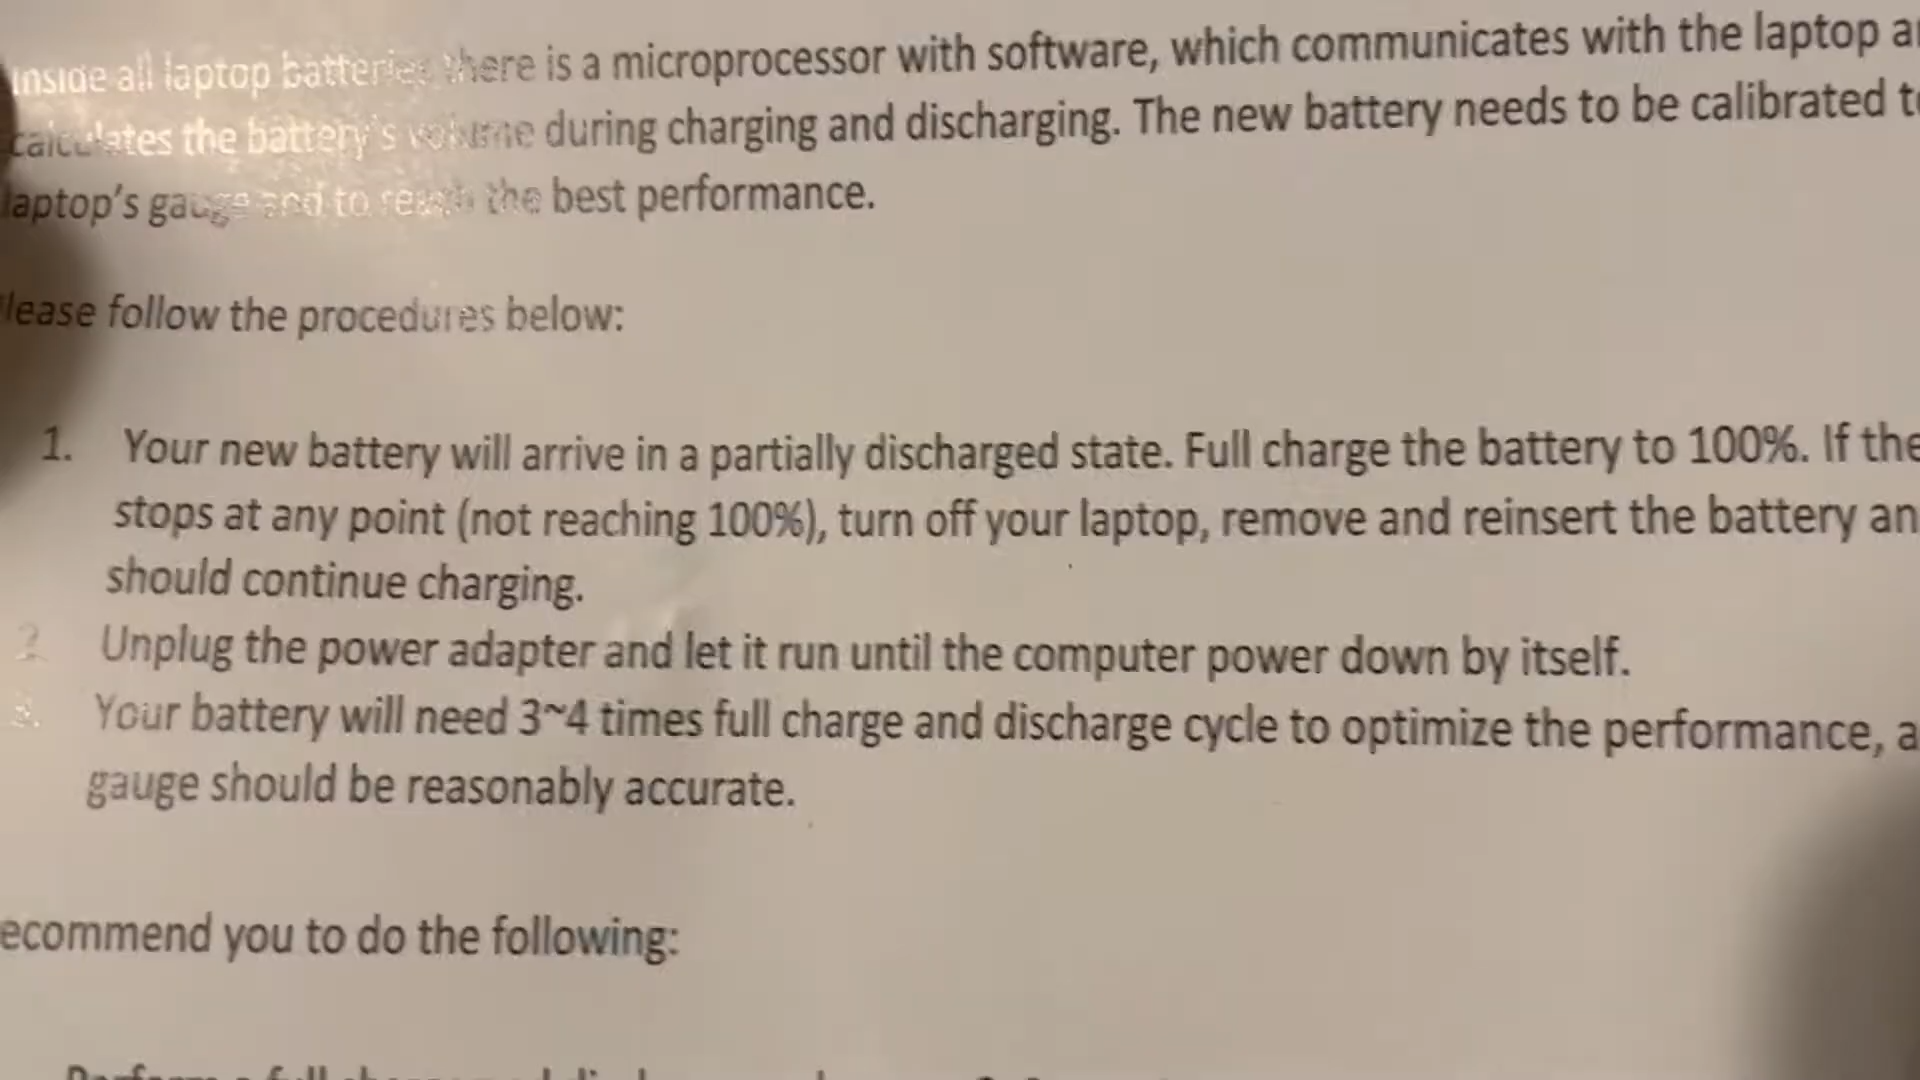 inside all laptop batteries there is a microprocessor with software, which communicates with the laptop
calculates the battery's volume during charging and discharging. The new battery needs to be calibrated
laptop's gauge and to reach the best performance.
lease follow the procedures below:
1. Your new battery will arrive in a partially discharged state. Full charge the battery to 100%. If the
stops at any point (not reaching 100%), turn off your laptop, remove and reinsert the battery an
should continue charging.
2. Unplug the power adapter and let it run until the computer power down by itself.
3. Your battery will need 3~4 times full charge and discharge cycle to optimize the performance, a
gauge should be reasonably accurate.
ecommend you to do the following: